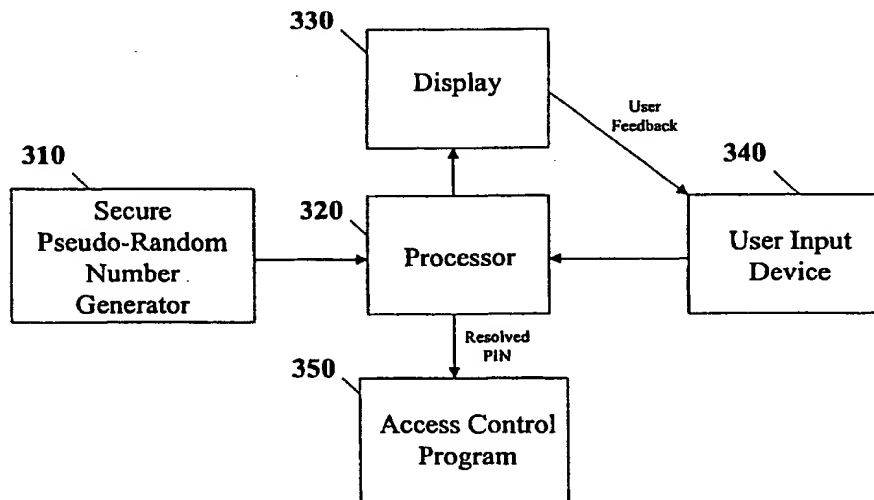 330
Display
User
Feedback
310
340
Secure
Pseudo-Random
Number
Generator
320
Processor
User Input
Device
Resolved
PIN
350
Access Control
Program